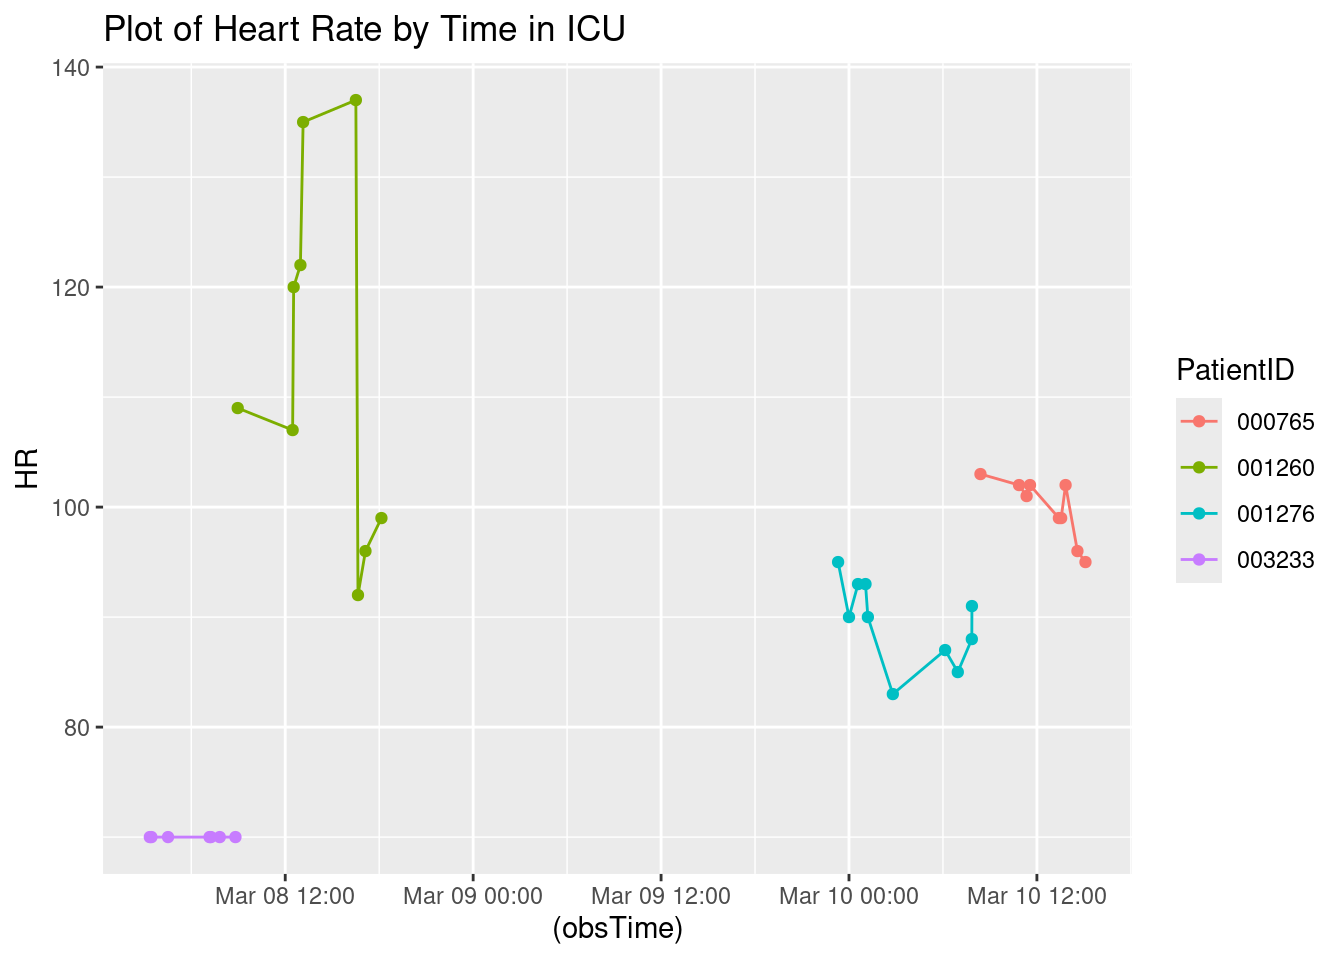 Plot of Heart Rate by Time in ICU
140
120
100
80
HR
Mar 08 12:00 Mar 09 00:00 Mar 09 12:00 Mar 10 00:00 Mar 10 12:00
(obsTime)
PatientID
000765
001260
001276
003233